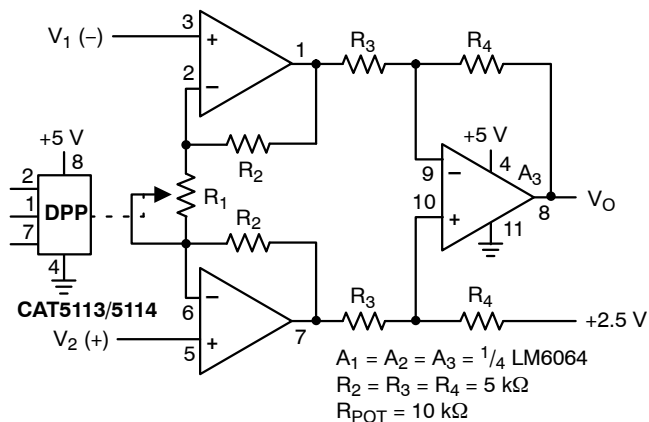 V1 (−)
3
+
1
R3
R4
2
−
+5 V
8
R2
+5 V
4
A3
9
−
2
1
7
DPP
R1
10
+
8
VO
11
R2
4
CAT5113/5114
6
−
7
R3
R4
+2.5 V
V2 (+)
5
+
A1 = A2 = A3 = 1/4 LM6064
R2 = R3 = R4 = 5 kΩ
RPOT = 10 kΩ